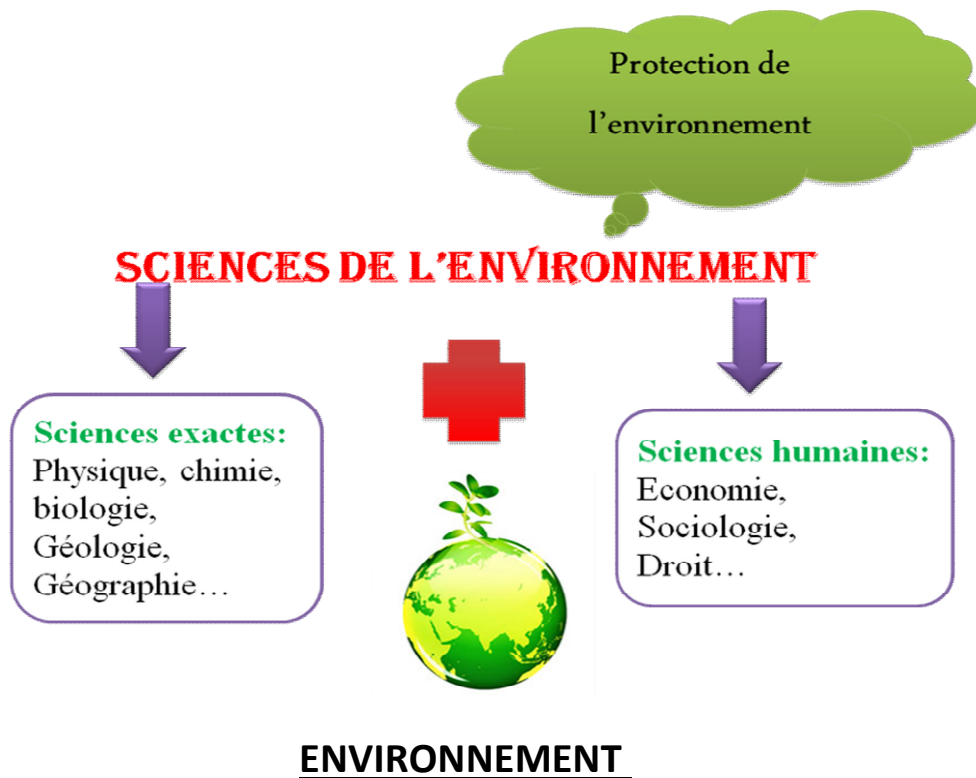 Protection de
l’environnement
SCIENCES DE L’ENVIRONNEMENT
Sciences exactes:
Physique, chimie,
biologie,
Géologie,
Géographie…
Sciences humaines:
Economie,
Sociologie,
Droit…
ENVIRONNEMENT